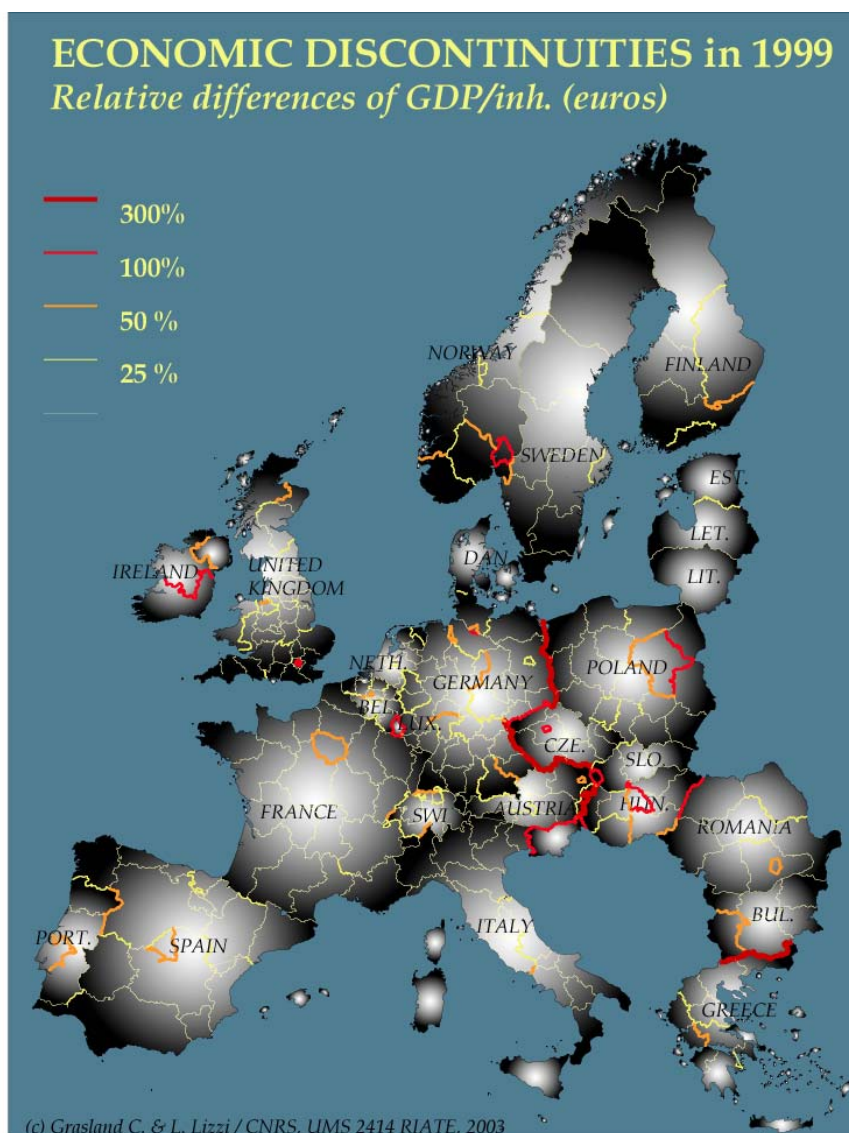 ECONOMIC DISCONTINUITIES in 1999
Relative differences of GDP/inh. (euros)
300%
100%
50 %
25 %
NORWAY
FINLAND
SWEDEN
EST.
LET.
LIT.
DAN.
IRELAND
UNITED
KINGDOM
NETH.
GERMANY
POLAND
BEL.
LUX.
CZE.
SLO.
FRANCE
SWI
AUSTRIA
HUN.
ROMANIA
BUL.
PORT.
SPAIN
ITALY
GREECE
(c) Grasland C. & L. Lizzi / CNRS, UMS 2414 RIATE, 2003